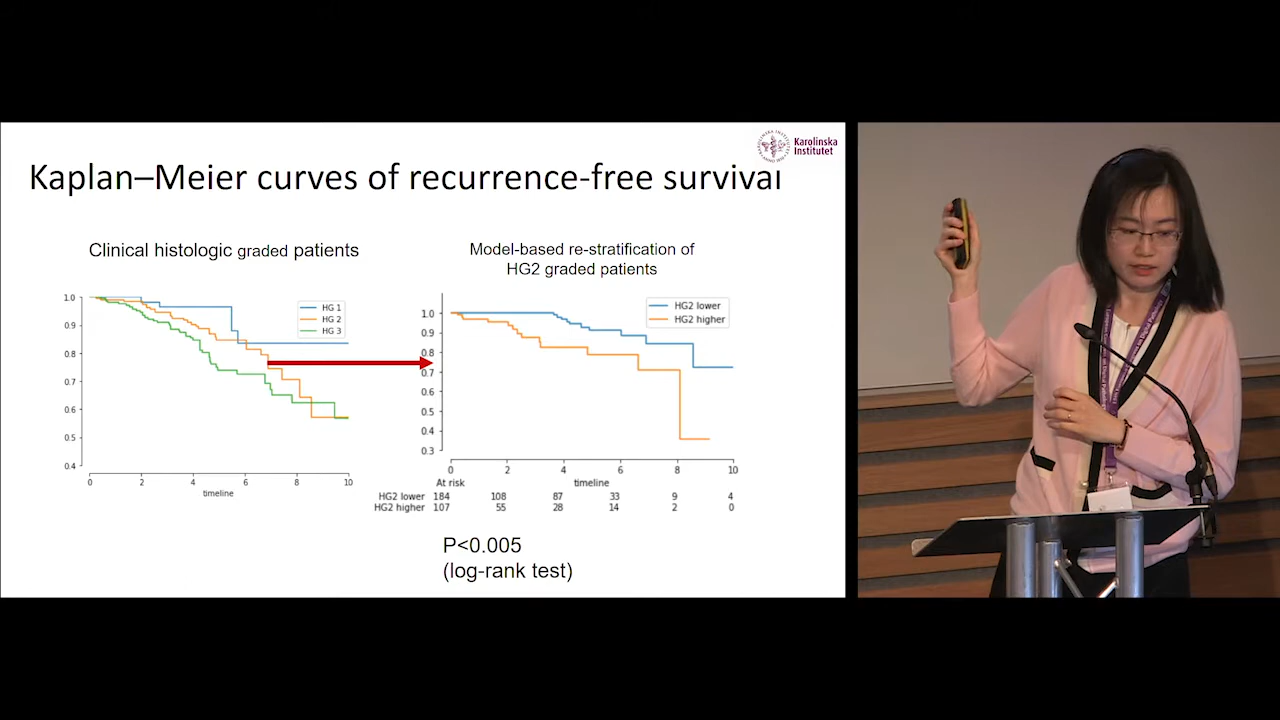 Karolinska
Institutet
Kaplan–Meier curves of recurrence-free survival
Clinical histologic graded patients
Model-based re-stratification of
HG2 graded patients
1.0
0.9
0.8
0.7
0.6
0.5
0.4
0 2 4 6 8 10
timeline
HG 1
HG 2
HG 3
1.0
0.9
0.8
0.7
0.6
0.5
0.4
0.3
HG2 lower
HG2 higher
0 2 4 6 8 10
At risk timeline
HG2 lower 184 108 87 33 9 4
HG2 higher 107 55 28 14 2 0
P<0.005
(log-rank test)